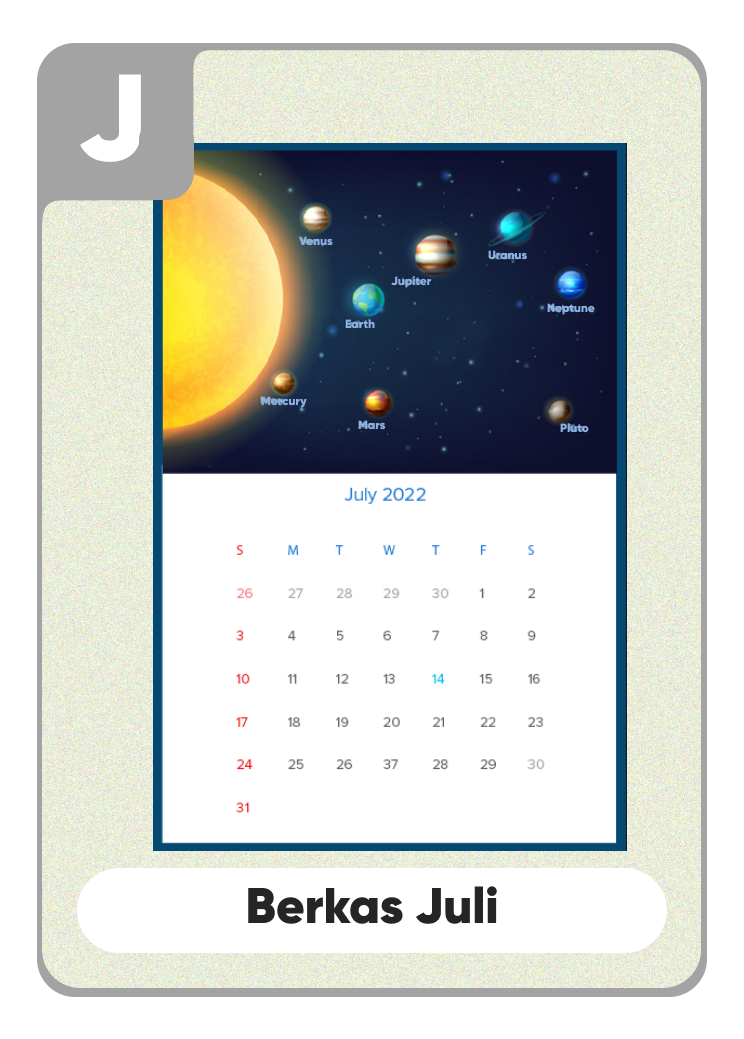 J
Venus
Uranus
Jupiter
Neptune
Earth
Mercury
Mars
Pluto
July 2022
S M T W T F S
26 27 28 29 30 1 2
3 4 5 6 7 8 9
10 11 12 13 14 15 16
17 18 19 20 21 22 23
24 25 26 37 28 29 30
31
Berkas Juli